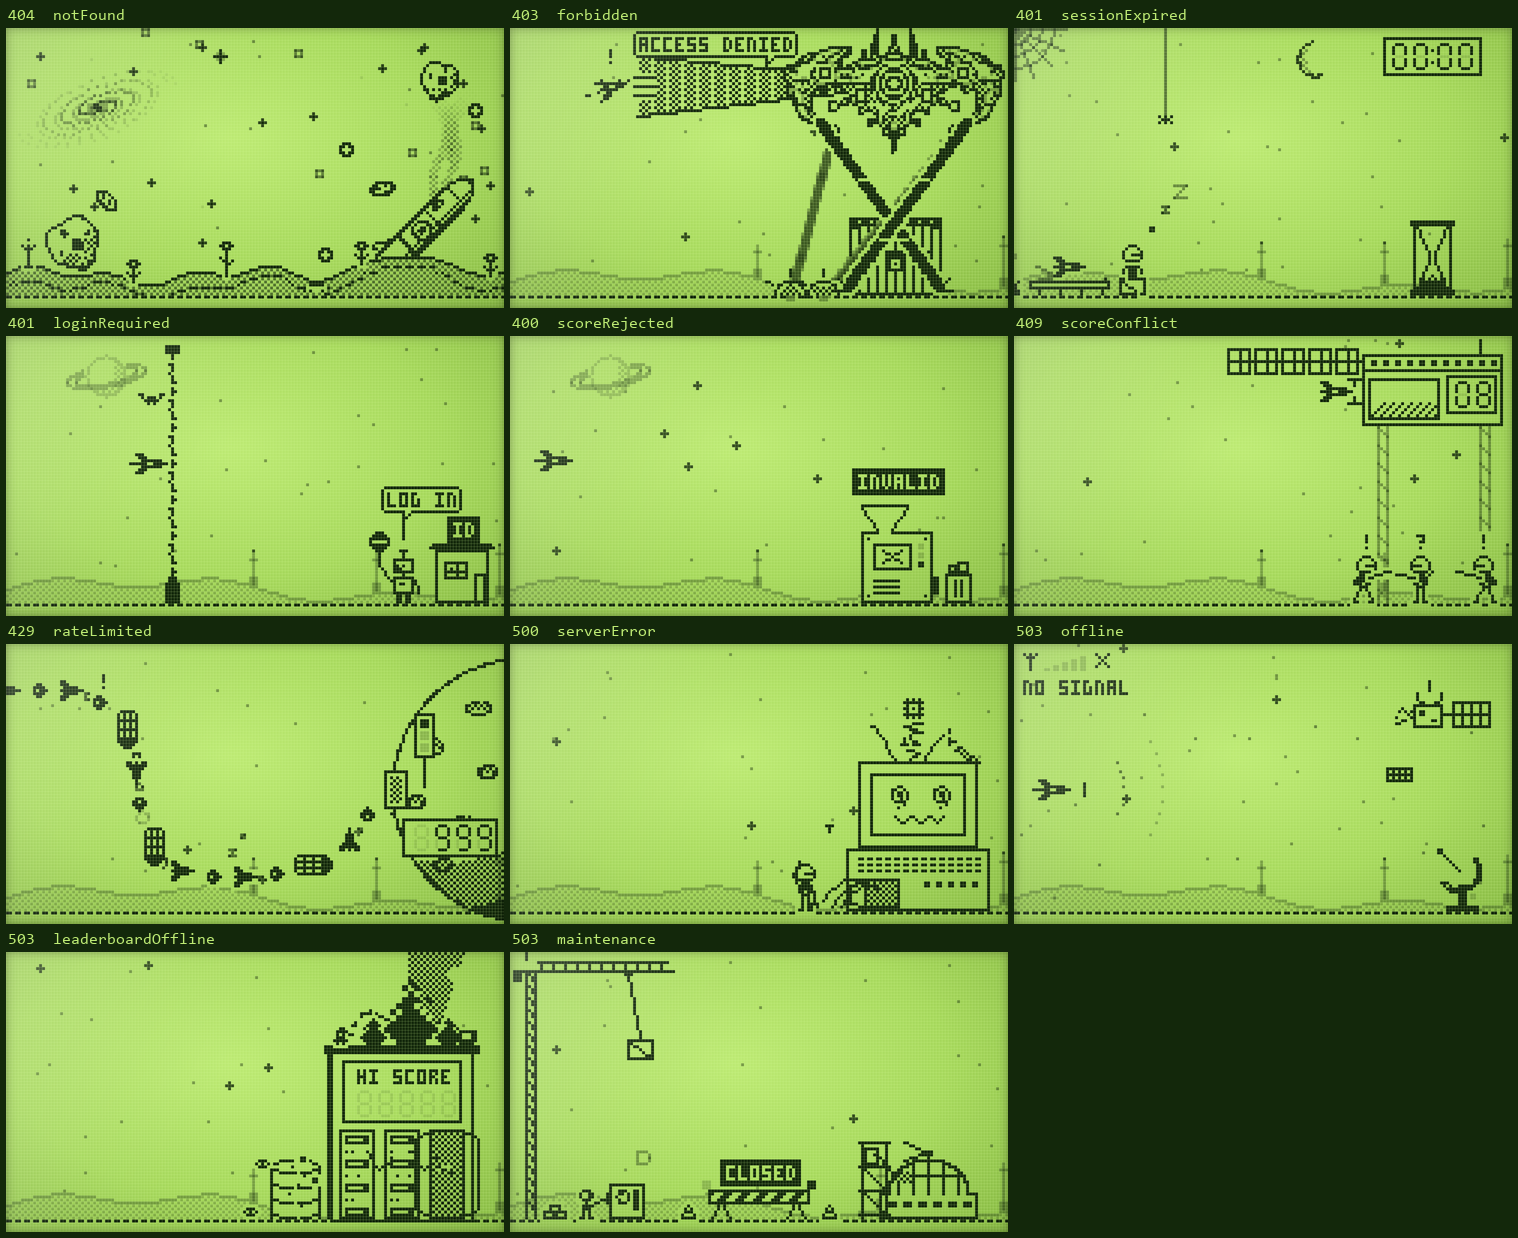 404 notFound
403 forbidden
401 sessionExpired
ACCESS DENIED
!
00:00
z
z
401 loginRequired
400 scoreRejected
409 scoreConflict
LOG IN
ID
INVALID
08
!
?
!
429 rateLimited
500 serverError
503 offline
!
999
z
NO SIGNAL
!
503 leaderboardOffline
503 maintenance
HI SCORE
CLOSED